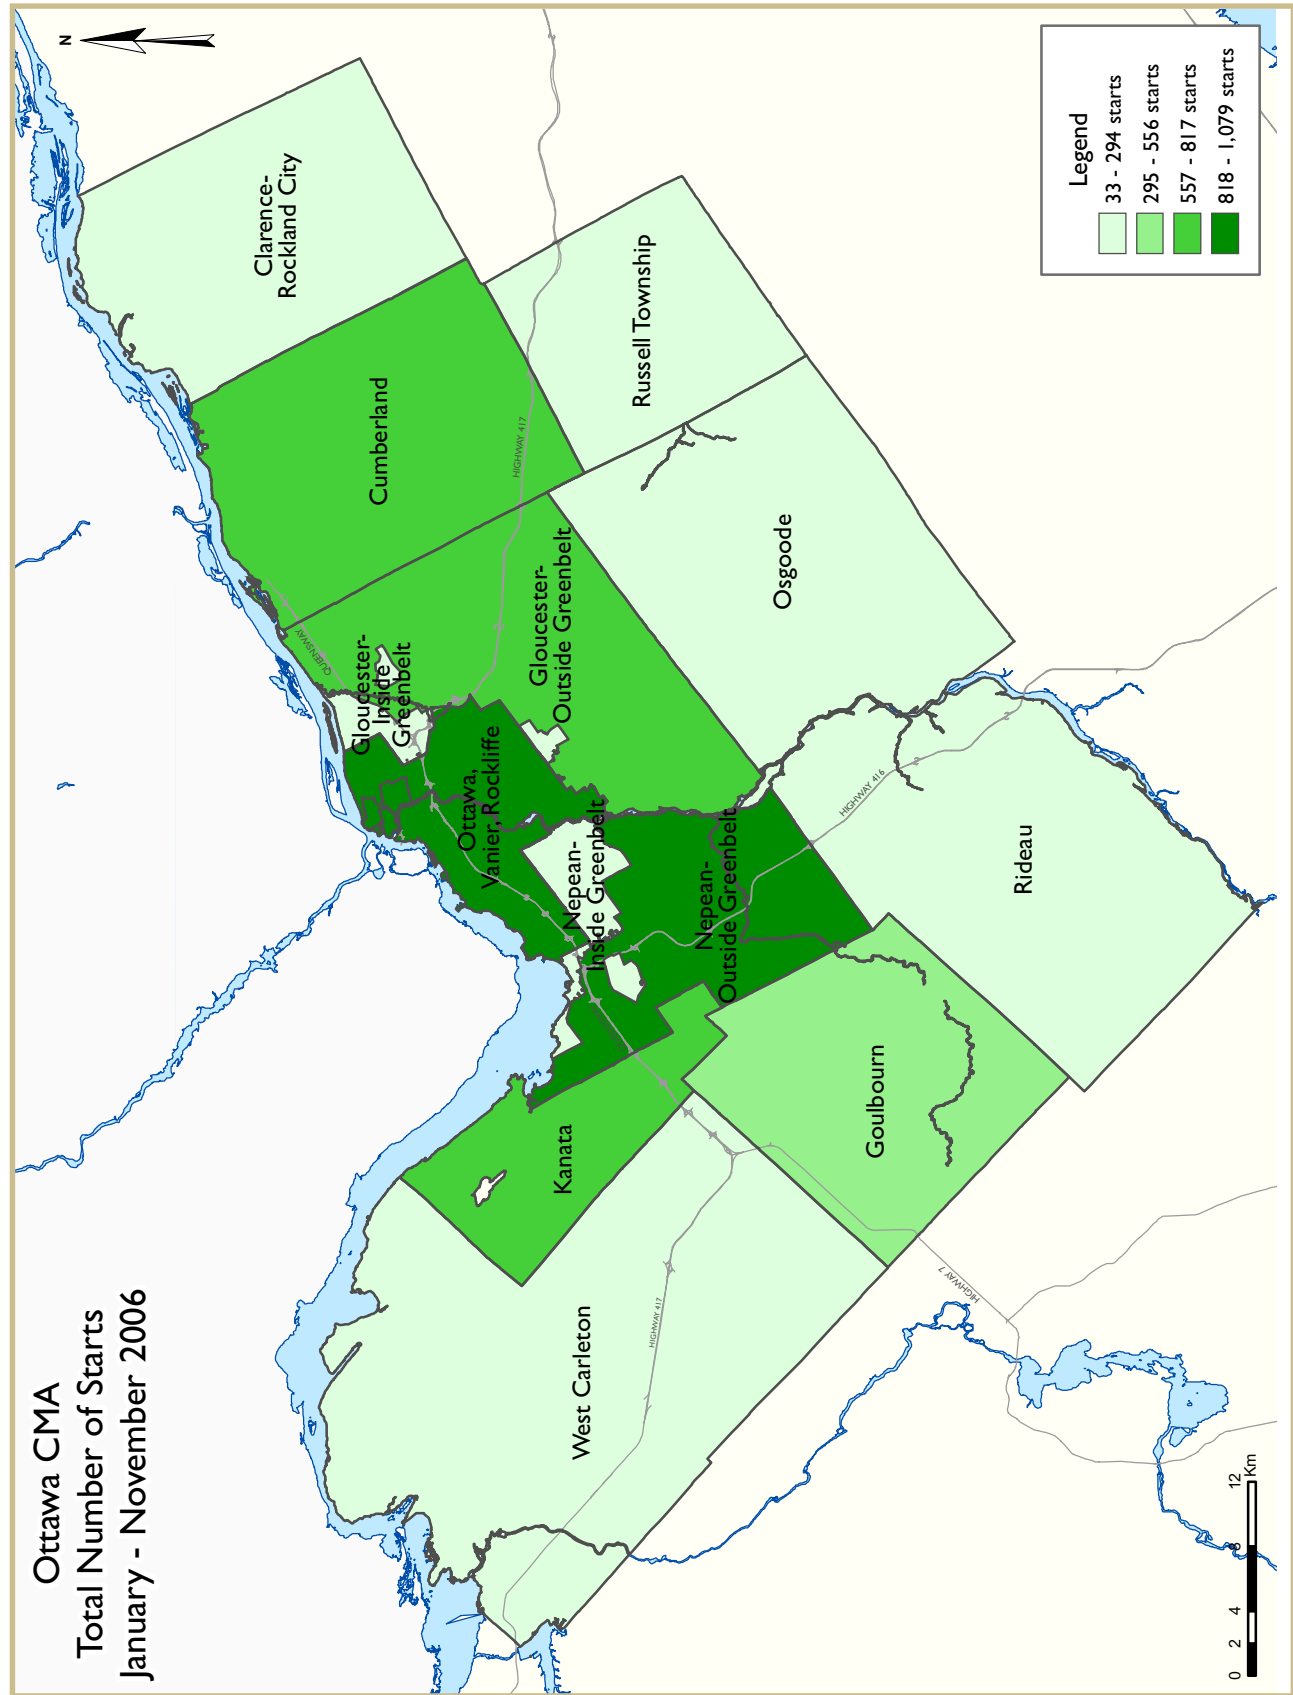 Ottawa CMA
Total Number of Starts
January - November 2006
N
Clarence-
Rockland City
Cumberland
Russell Township
HIGHWAY 417
QUEENSWAY
Gloucester-
Inside
Greenbelt
Gloucester-
Outside Greenbelt
Osgoode
Ottawa,
Vanier, Rockliffe
Nepean-
Inside Greenbelt
Nepean-
Outside Greenbelt
HIGHWAY 416
Rideau
Kanata
Goulbourn
West Carleton
HIGHWAY 417
HIGHWAY 7
Legend
33 - 294 starts
295 - 556 starts
557 - 817 starts
818 - 1,079 starts
0 2 4 8 12
Km